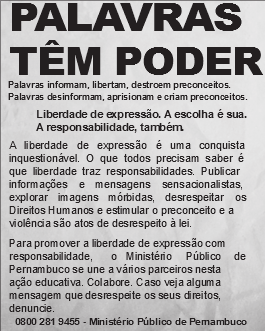 PALAVRAS
TÊM PODER
Palavras informam, libertam, destroem preconceitos.
Palavras desinformam, aprisionam e criam preconceitos.
Liberdade de expressão. A escolha é sua.
A responsabilidade, também.
A liberdade de expressão é uma conquista
inquestionável. O que todos precisam saber é
que liberdade traz responsabilidades. Publicar
informações e mensagens sensacionalistas,
explorar imagens mórbidas, desrespeitar os
Direitos Humanos e estimular o preconceito e a
violência são atos de desrespeito à lei.
Para promover a liberdade de expressão com
responsabilidade, o Ministério Público de
Pernambuco se une a vários parceiros nesta
ação educativa. Colabore. Caso veja alguma
mensagem que desrespeite os seus direitos,
denuncie.
0800 281 9455 - Ministério Público de Pernambuco